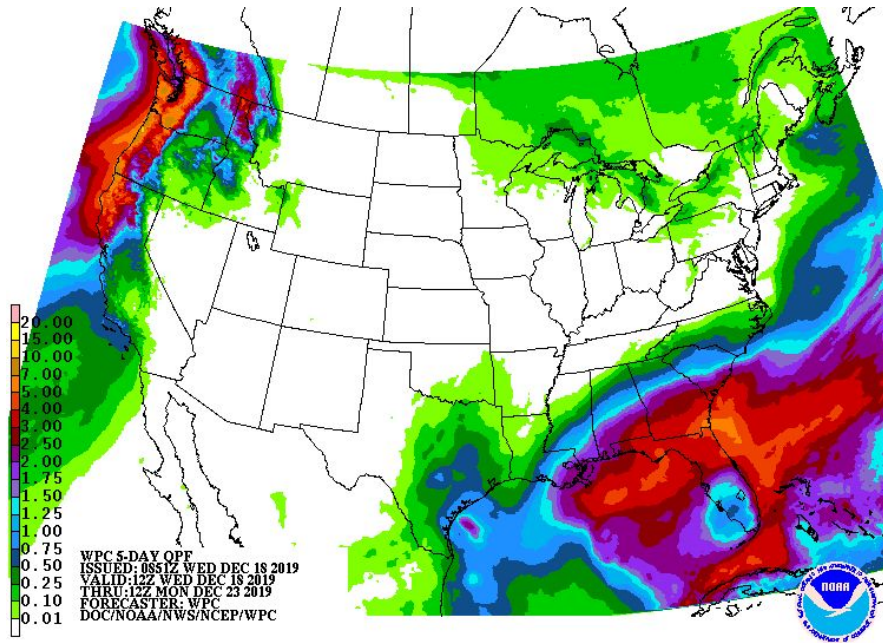 20.00
15.00
10.00
7.00
5.00
4.00
3.00
2.50
2.00
1.75
1.50
1.25
1.00
0.75
0.50
0.25
0.10
0.01
WPC 5-DAY QPF
ISSUED: 0851Z WED DEC 18 2019
VALID: 12Z WED DEC 18 2019
THRU: 12Z MON DEC 23 2019
FORECASTER: WPC
DOC/NOAA/NWS/NCEP/WPC
NOAA